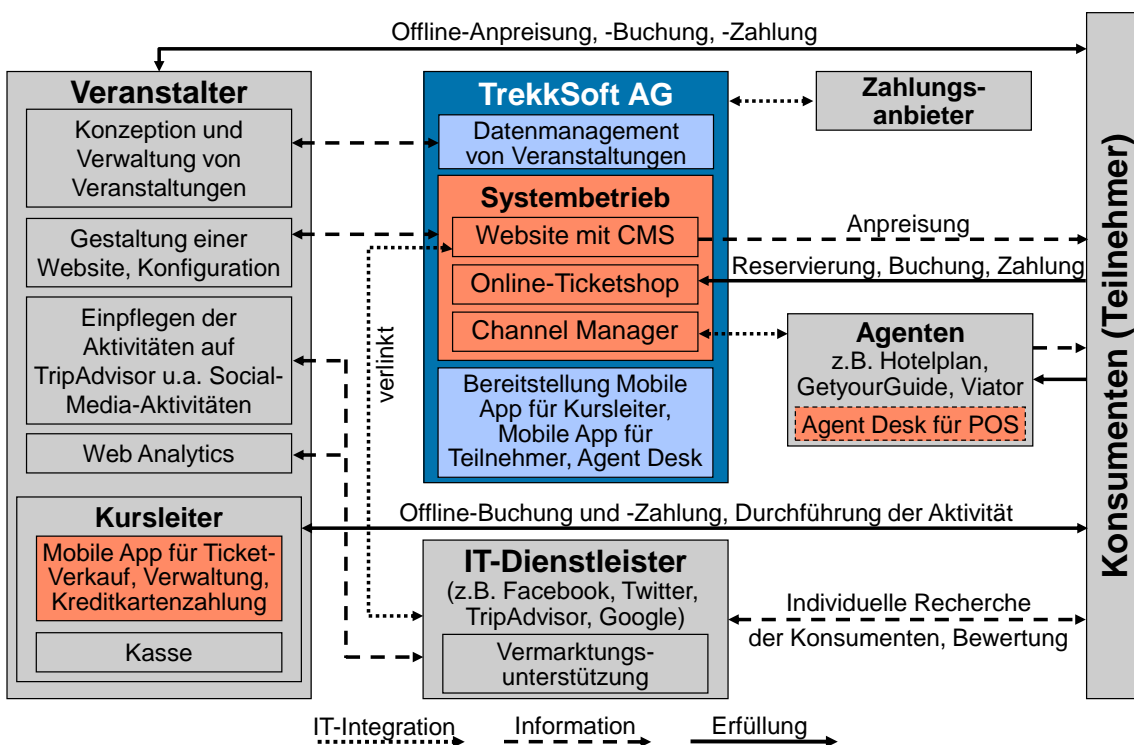 Offline-Anpreisung, -Buchung, -Zahlung
Veranstalter
Konzeption und
Verwaltung von
Veranstaltungen
Gestaltung einer
Website, Konfiguration
Einpflegen der
Aktivitäten auf
TripAdvisor u.a. Social-
Media-Aktivitäten
Web Analytics
Kursleiter
Mobile App für Ticket-
Verkauf, Verwaltung,
Kreditkartenzahlung
Kasse
verlinkt
TrekkSoft AG
Datenmanagement
von Veranstaltungen
Systembetrieb
Website mit CMS
Online-Ticketshop
Channel Manager
Bereitstellung Mobile
App für Kursleiter,
Mobile App für
Teilnehmer, Agent Desk
Zahlungs-
anbieter
Anpreisung
Reservierung, Buchung, Zahlung
Agenten
z.B. Hotelplan,
GetyourGuide, Viator
Agent Desk für POS
Offline-Buchung und -Zahlung, Durchführung der Aktivität
IT-Dienstleister
(z.B. Facebook, Twitter,
TripAdvisor, Google)
Vermarktungs-
unterstützung
Individuelle Recherche
der Konsumenten, Bewertung
Konsumenten (Teilnehmer)
IT-Integration
Information
Erfüllung